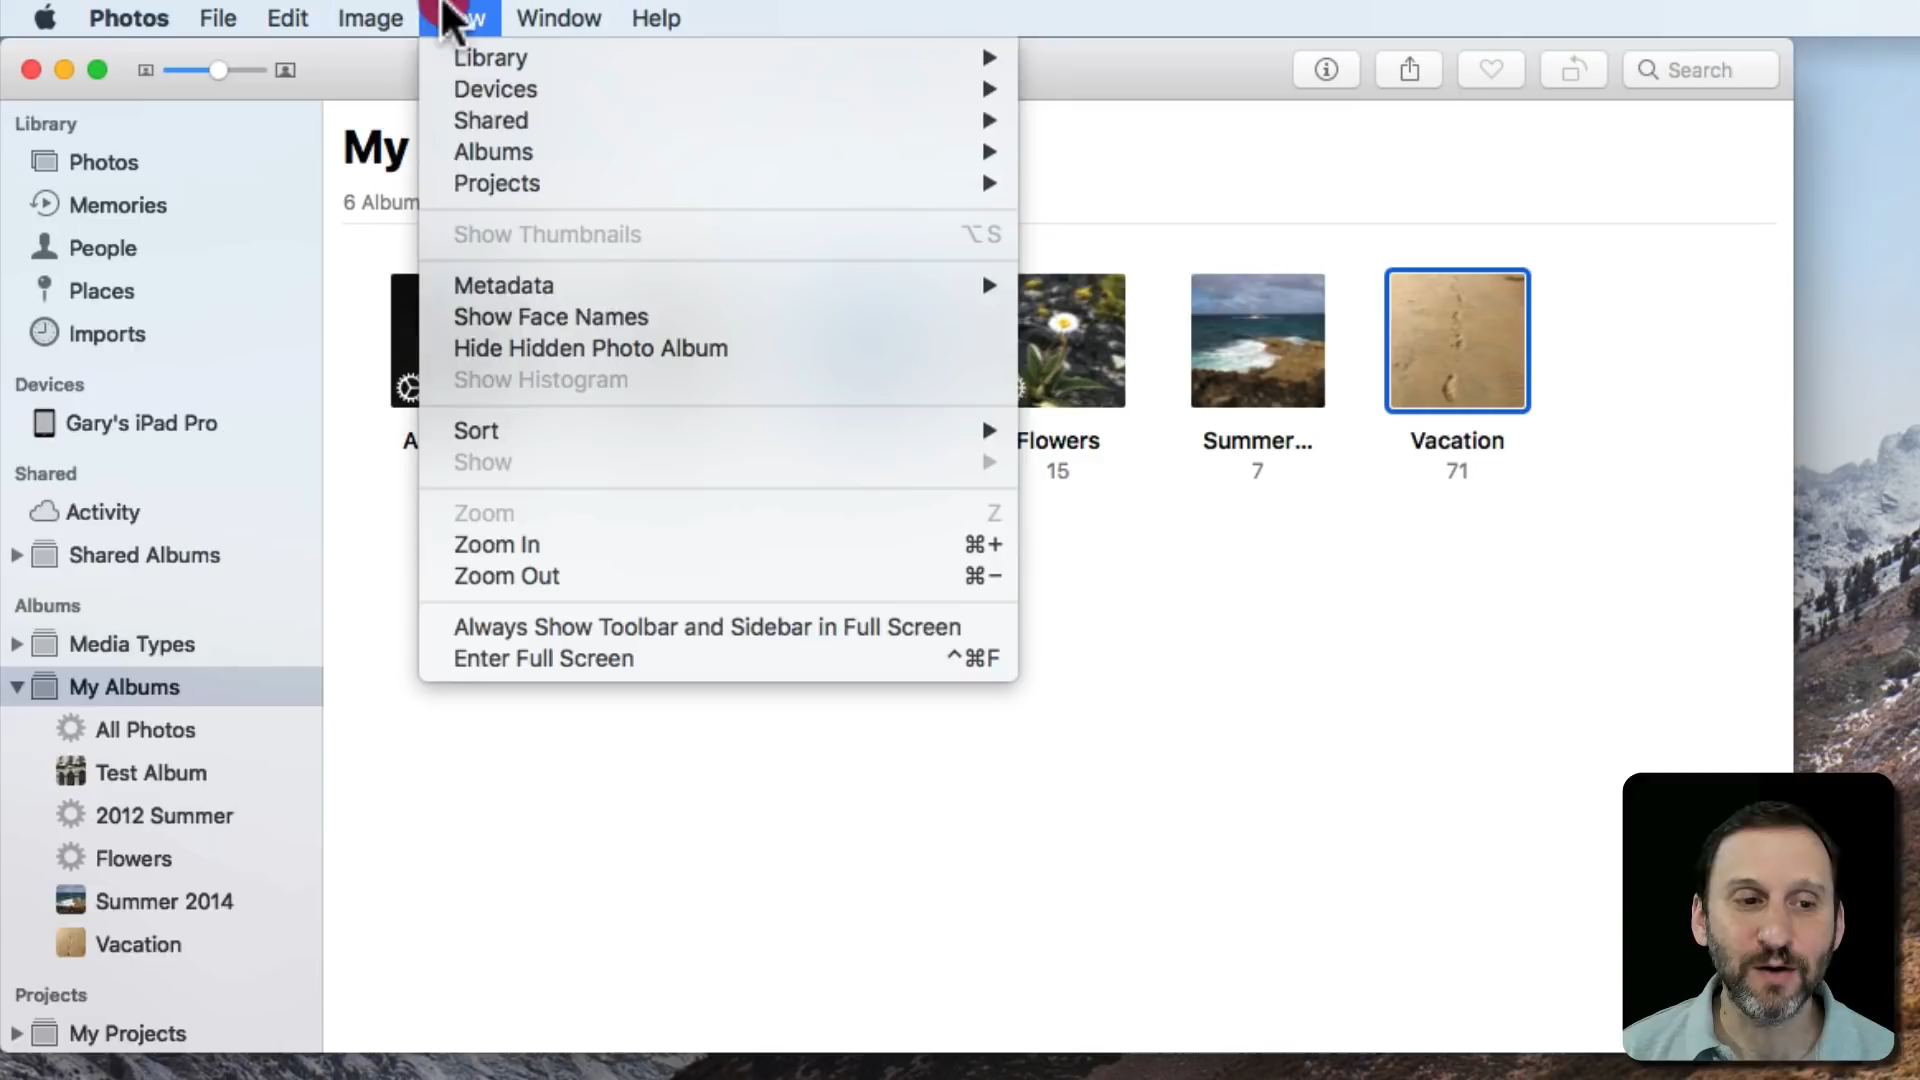 Photos File Edit Image Window Help
Search
Library
Photos
Memories
People
Places
Imports
Devices
Gary's iPad Pro
Shared
Activity
Shared Albums
Albums
Media Types
My Albums
All Photos
Test Album
2012 Summer
Flowers
Summer 2014
Vacation
Projects
My Projects
Library
Devices
Shared
Albums
Projects
Show Thumbnails ⌥S
Metadata
Show Face Names
Hide Hidden Photo Album
Show Histogram
Sort
Show
Zoom Z
Zoom In ⌘+
Zoom Out ⌘−
Always Show Toolbar and Sidebar in Full Screen
Enter Full Screen ^⌘F
My
6 Album
Flowers
15
Summer...
7
Vacation
71